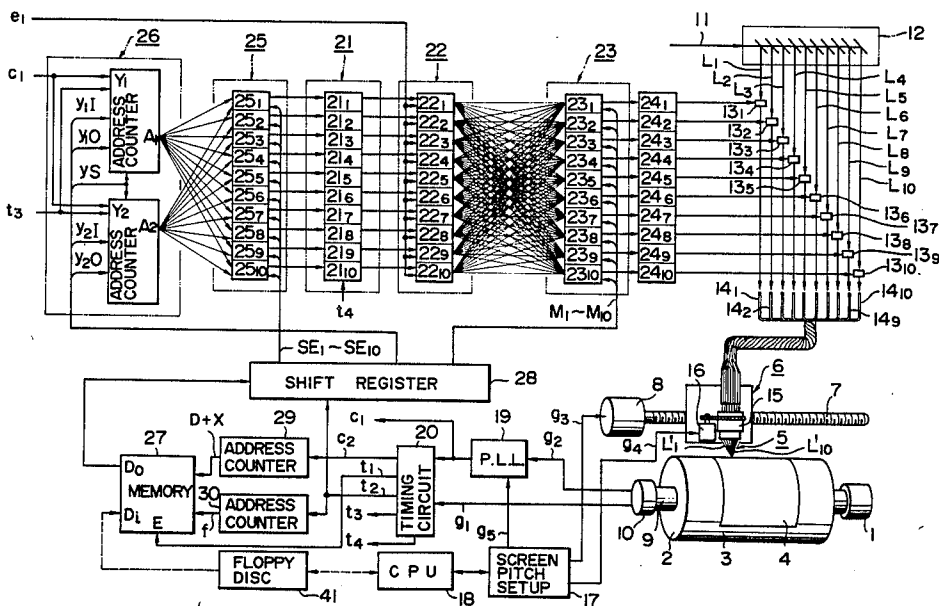 e1
c1
t3
26
Y1
ADDRESS COUNTER
A1
y1I
y1O
yS
Y2
ADDRESS COUNTER
A2
y2I
y2O
25
251
252
253
254
255
256
257
258
259
2510
21
211
212
213
214
215
216
217
218
219
2110
t4
22
221
222
223
224
225
226
227
228
229
2210
23
231
232
233
234
235
236
237
238
239
2310
M1~M10
241
242
243
244
245
246
247
248
249
2410
11
12
L1
L2
L3
L4
L5
L6
L7
L8
L9
L10
131
132
133
134
135
136
137
138
139
1310
141
142
149
1410
SE1~SE10
SHIFT REGISTER
28
D+X
29
ADDRESS COUNTER
30
ADDRESS COUNTER
f
27
Do
MEMORY
Di
E
c1
c2
t1
t2
t3
t4
20
TIMING CIRCUIT
19
P.L.L.
g2
g1
g5
g3
g4
FLOPPY DISC
41
CPU
18
SCREEN PITCH SETUP
17
8
16
6
15
7
L'1
5
L'10
10
9
2
3
4
1